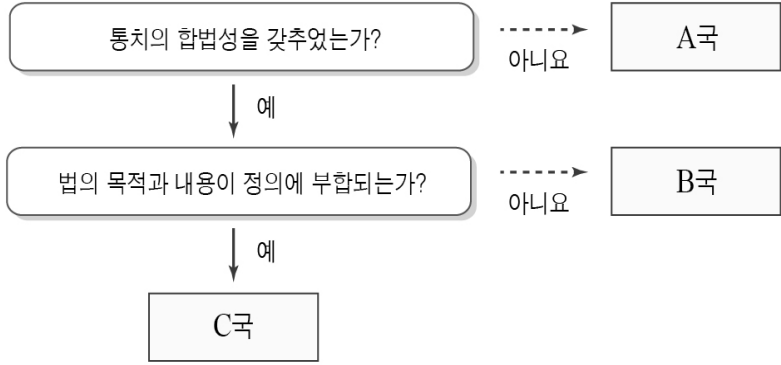 통치의 합법성을 갖추었는가?
아니요
A국
예
법의 목적과 내용이 정의에 부합되는가?
아니요
B국
예
C국